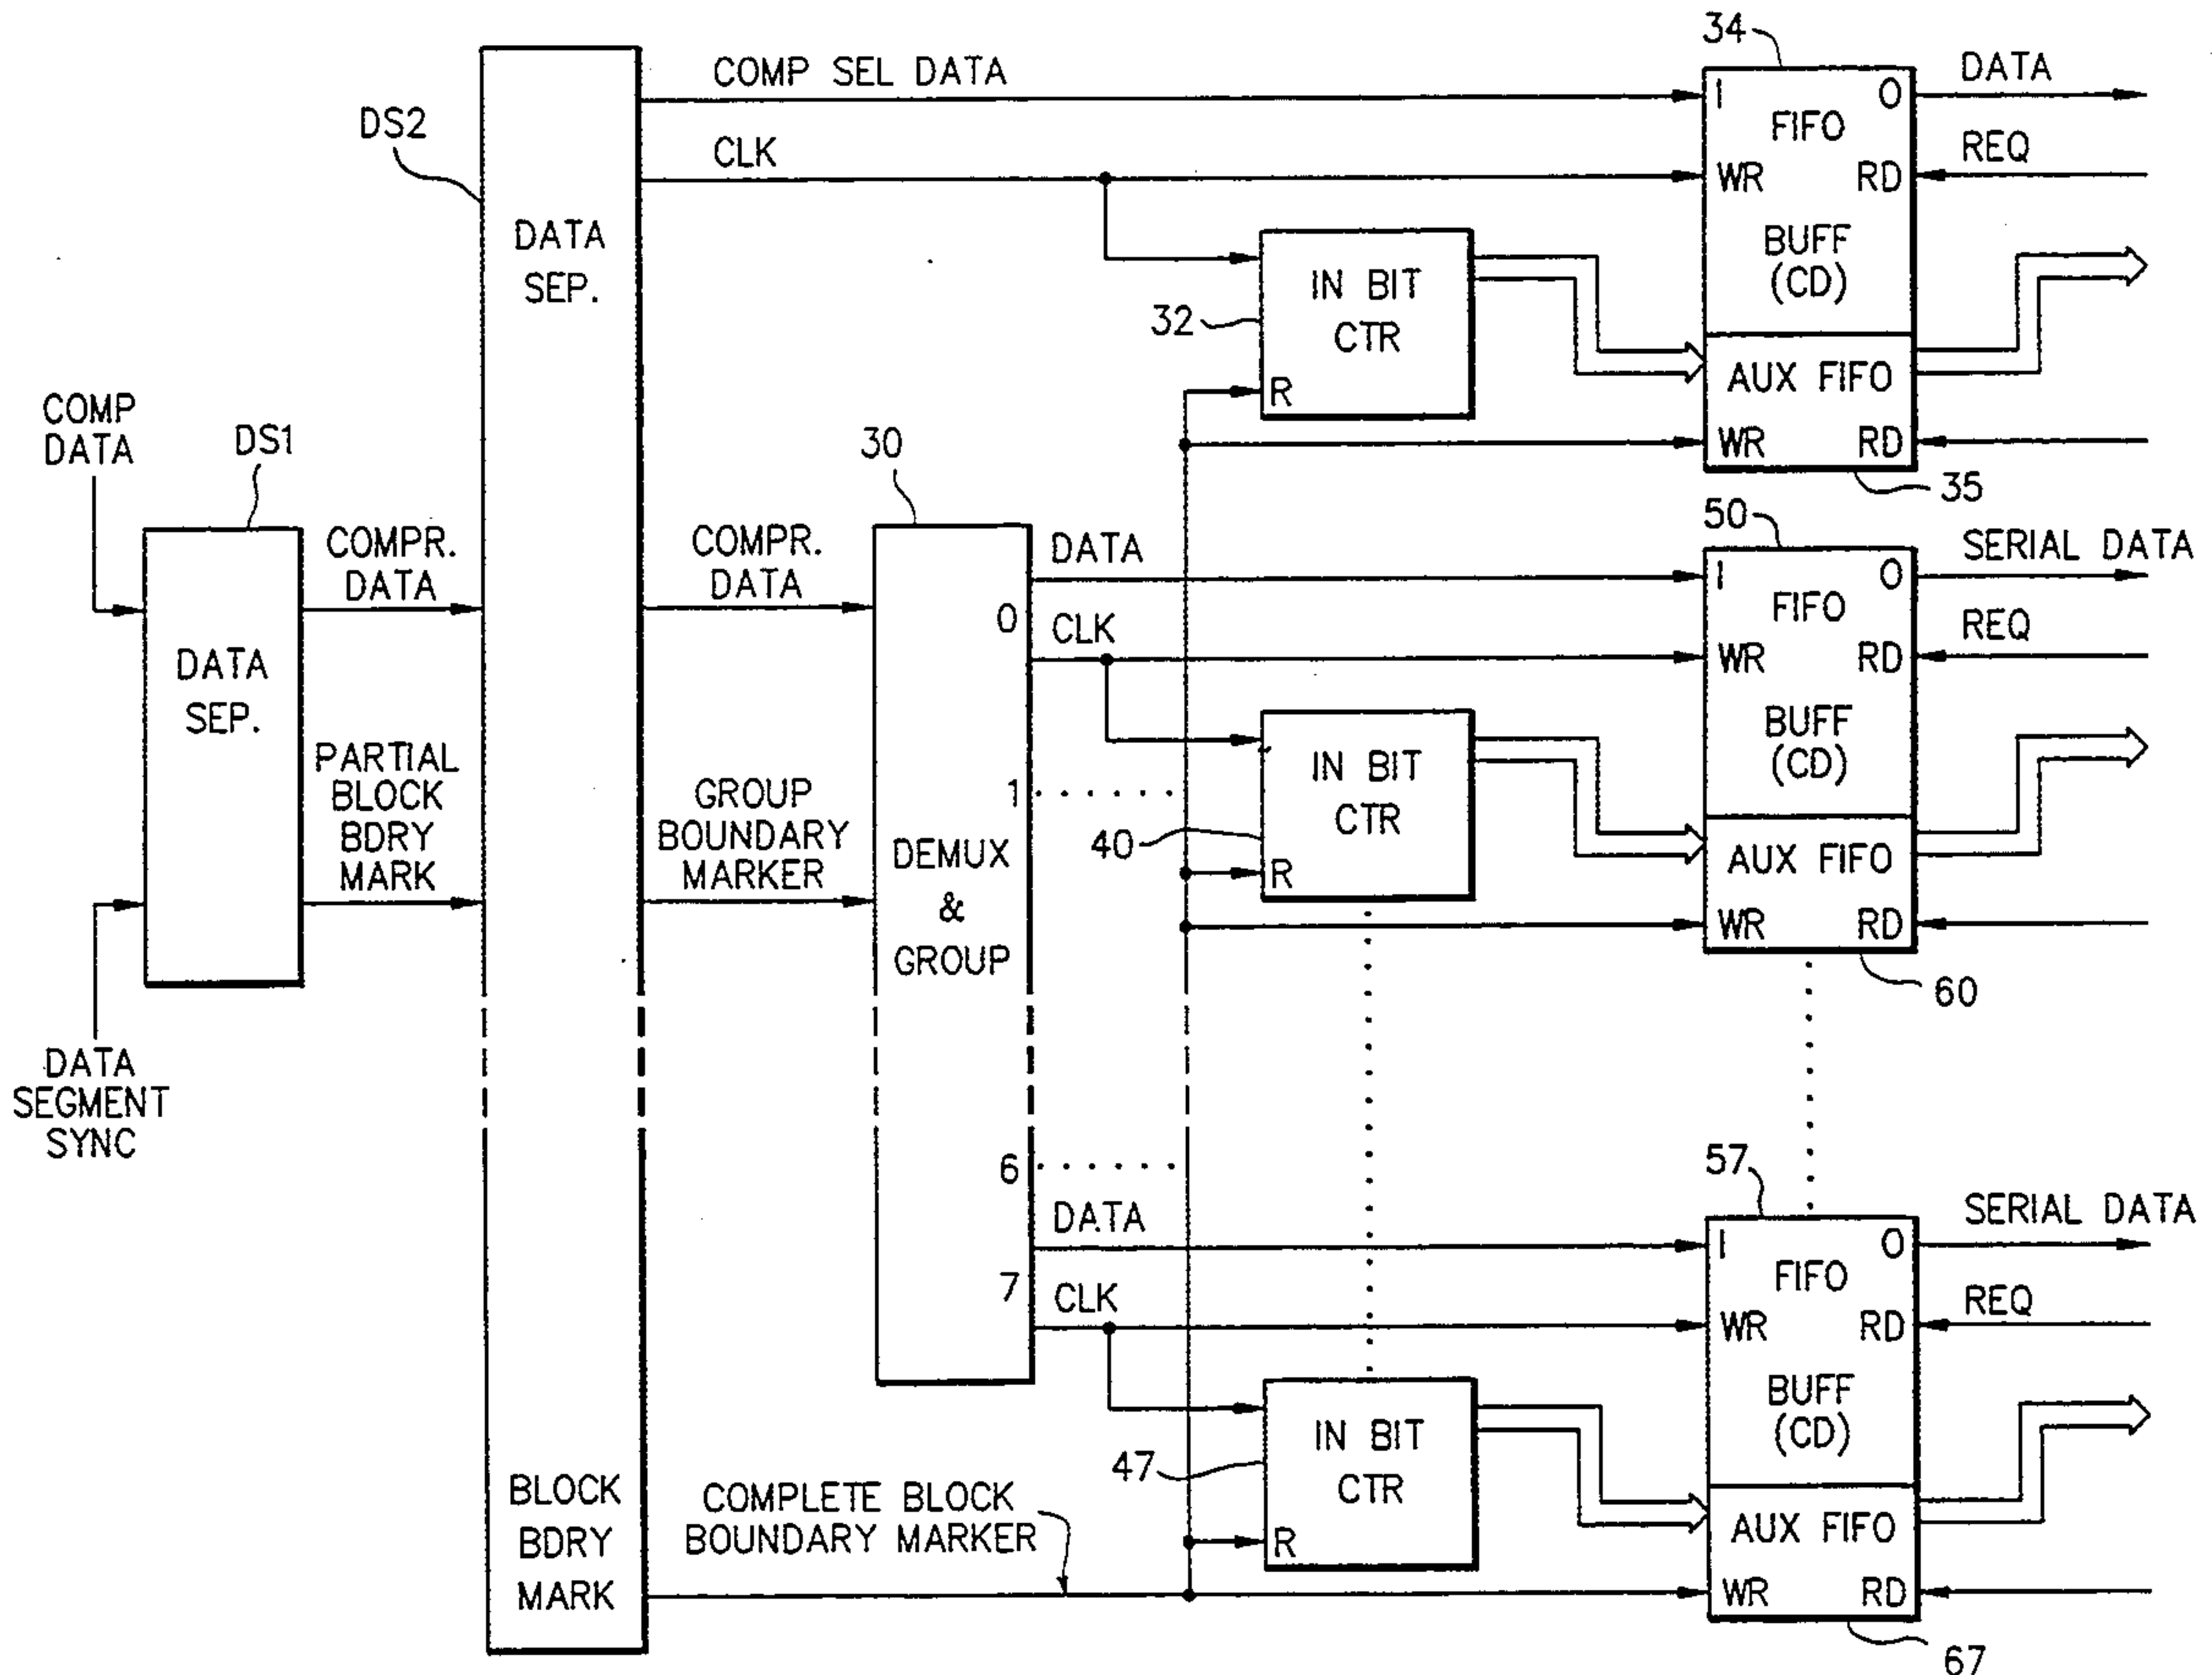 34
COMP SEL DATA
I
FIFO
O
DATA
DS2
CLK
WR
RD
REQ
DATA
SEP.
BUFF
(CD)
32
IN BIT
CTR
R
AUX FIFO
WR
RD
35
COMP
DATA
DS1
30
50
COMPR.
DATA
COMPR.
DATA
DATA
0
I
FIFO
O
SERIAL DATA
CLK
WR
RD
REQ
DATA
SEP.
BUFF
(CD)
PARTIAL
BLOCK
BDRY
MARK
GROUP
BOUNDARY
MARKER
1
DEMUX
&
GROUP
40
IN BIT
CTR
R
AUX FIFO
WR
RD
60
DATA
SEGMENT
SYNC
6
57
DATA
7
I
FIFO
O
SERIAL DATA
CLK
WR
RD
REQ
BUFF
(CD)
47
IN BIT
CTR
R
AUX FIFO
BLOCK
BDRY
MARK
COMPLETE BLOCK
BOUNDARY MARKER
WR
RD
67